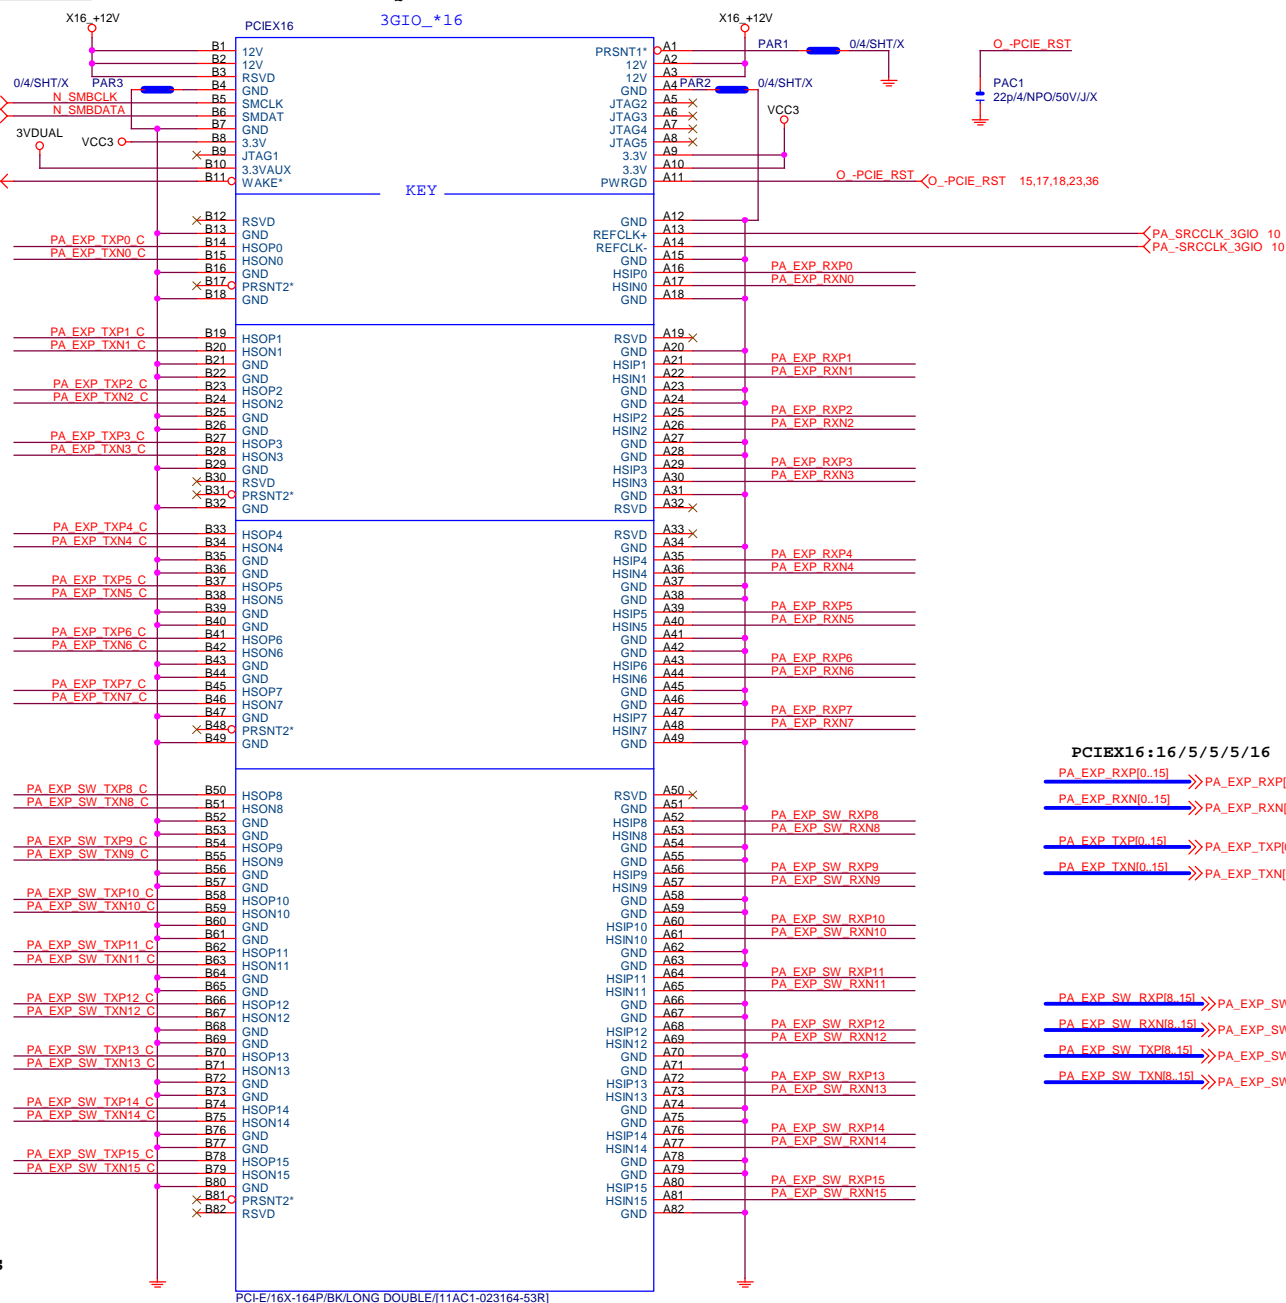 X16_+12V
PCIEX16
3GIO_*16
X16_+12V
B1 12V PRSNT1* A1 PAR1 0/4/SHT/X O_-PCIE_RST
B2 12V 12V A2
B3 RSVD 12V A3
0/4/SHT/X PAR3 B4 GND GND A4 PAR2 0/4/SHT/X PAC1
N_SMBCLK B5 SMCLK JTAG2 A5 22p/4/NPO/50V/J/X
N_SMBDATA B6 SMDAT JTAG3 A6 VCC3
B7 GND JTAG4 A7
3VDUAL VCC3 B8 3.3V JTAG5 A8
B9 JTAG1 3.3V A9
B10 3.3VAUX 3.3V A10
B11 WAKE* PWRGD A11 O_-PCIE_RST O_-PCIE_RST 15,17,18,23,36
KEY
B12 RSVD GND A12
B13 GND REFCLK+ A13 PA_SRCCLK_3GIO 10
PA_EXP_TXP0_C B14 HSOP0 REFCLK- A14 PA_-SRCCLK_3GIO 10
PA_EXP_TXN0_C B15 HSON0 GND A15
B16 GND HSIP0 A16 PA_EXP_RXP0
B17 PRSNT2* HSIN0 A17 PA_EXP_RXN0
B18 GND GND A18
PA_EXP_TXP1_C B19 HSOP1 RSVD A19
PA_EXP_TXN1_C B20 HSON1 GND A20
B21 GND HSIP1 A21 PA_EXP_RXP1
B22 GND HSIN1 A22 PA_EXP_RXN1
PA_EXP_TXP2_C B23 HSOP2 GND A23
PA_EXP_TXN2_C B24 HSON2 GND A24
B25 GND HSIP2 A25 PA_EXP_RXP2
B26 GND HSIN2 A26 PA_EXP_RXN2
PA_EXP_TXP3_C B27 HSOP3 GND A27
PA_EXP_TXN3_C B28 HSON3 GND A28
B29 GND HSIP3 A29 PA_EXP_RXP3
B30 RSVD HSIN3 A30 PA_EXP_RXN3
B31 PRSNT2* GND A31
B32 GND RSVD A32
PA_EXP_TXP4_C B33 HSOP4 RSVD A33
PA_EXP_TXN4_C B34 HSON4 GND A34
B35 GND HSIP4 A35 PA_EXP_RXP4
B36 GND HSIN4 A36 PA_EXP_RXN4
PA_EXP_TXP5_C B37 HSOP5 GND A37
PA_EXP_TXN5_C B38 HSON5 GND A38
B39 GND HSIP5 A39 PA_EXP_RXP5
B40 GND HSIN5 A40 PA_EXP_RXN5
PA_EXP_TXP6_C B41 HSOP6 GND A41
PA_EXP_TXN6_C B42 HSON6 GND A42
B43 GND HSIP6 A43 PA_EXP_RXP6
B44 GND HSIN6 A44 PA_EXP_RXN6
PA_EXP_TXP7_C B45 HSOP7 GND A45
PA_EXP_TXN7_C B46 HSON7 GND A46
B47 GND HSIP7 A47 PA_EXP_RXP7
B48 PRSNT2* HSIN7 A48 PA_EXP_RXN7
B49 GND GND A49
PCIEX16:16/5/5/5/16
PA_EXP_RXP[0..15] PA_EXP_RXP[
PA_EXP_SW_TXP8_C B50 HSOP8 RSVD A50
PA_EXP_SW_TXN8_C B51 HSON8 GND A51 PA_EXP_RXN[0..15] PA_EXP_RXN[
B52 GND HSIP8 A52 PA_EXP_SW_RXP8
B53 GND HSIN8 A53 PA_EXP_SW_RXN8
PA_EXP_SW_TXP9_C B54 HSOP9 GND A54 PA_EXP_TXP[0..15] PA_EXP_TXP[0
PA_EXP_SW_TXN9_C B55 HSON9 GND A55
B56 GND HSIP9 A56 PA_EXP_SW_RXP9 PA_EXP_TXN[0..15] PA_EXP_TXN[
B57 GND HSIN9 A57 PA_EXP_SW_RXN9
PA_EXP_SW_TXP10_C B58 HSOP10 GND A58
PA_EXP_SW_TXN10_C B59 HSON10 GND A59
B60 GND HSIP10 A60 PA_EXP_SW_RXP10
B61 GND HSIN10 A61 PA_EXP_SW_RXN10
PA_EXP_SW_TXP11_C B62 HSOP11 GND A62
PA_EXP_SW_TXN11_C B63 HSON11 GND A63
B64 GND HSIP11 A64 PA_EXP_SW_RXP11
B65 GND HSIN11 A65 PA_EXP_SW_RXN11
PA_EXP_SW_TXP12_C B66 HSOP12 GND A66 PA_EXP_SW_RXP[8..15] PA_EXP_SW
PA_EXP_SW_TXN12_C B67 HSON12 GND A67
B68 GND HSIP12 A68 PA_EXP_SW_RXP12 PA_EXP_SW_RXN[8..15] PA_EXP_SW
B69 GND HSIN12 A69 PA_EXP_SW_RXN12
PA_EXP_SW_TXP13_C B70 HSOP13 GND A70 PA_EXP_SW_TXP[8..15] PA_EXP_SW
PA_EXP_SW_TXN13_C B71 HSON13 GND A71
B72 GND HSIP13 A72 PA_EXP_SW_RXP13 PA_EXP_SW_TXN[8..15] PA_EXP_SW
B73 GND HSIN13 A73 PA_EXP_SW_RXN13
PA_EXP_SW_TXP14_C B74 HSOP14 GND A74
PA_EXP_SW_TXN14_C B75 HSON14 GND A75
B76 GND HSIP14 A76 PA_EXP_SW_RXP14
B77 GND HSIN14 A77 PA_EXP_SW_RXN14
PA_EXP_SW_TXP15_C B78 HSOP15 GND A78
PA_EXP_SW_TXN15_C B79 HSON15 GND A79
B80 GND HSIP15 A80 PA_EXP_SW_RXP15
B81 PRSNT2* HSIN15 A81 PA_EXP_SW_RXN15
B82 RSVD GND A82
PCI-E/16X-164P/BK/LONG DOUBLE/[11AC1-023164-53R]